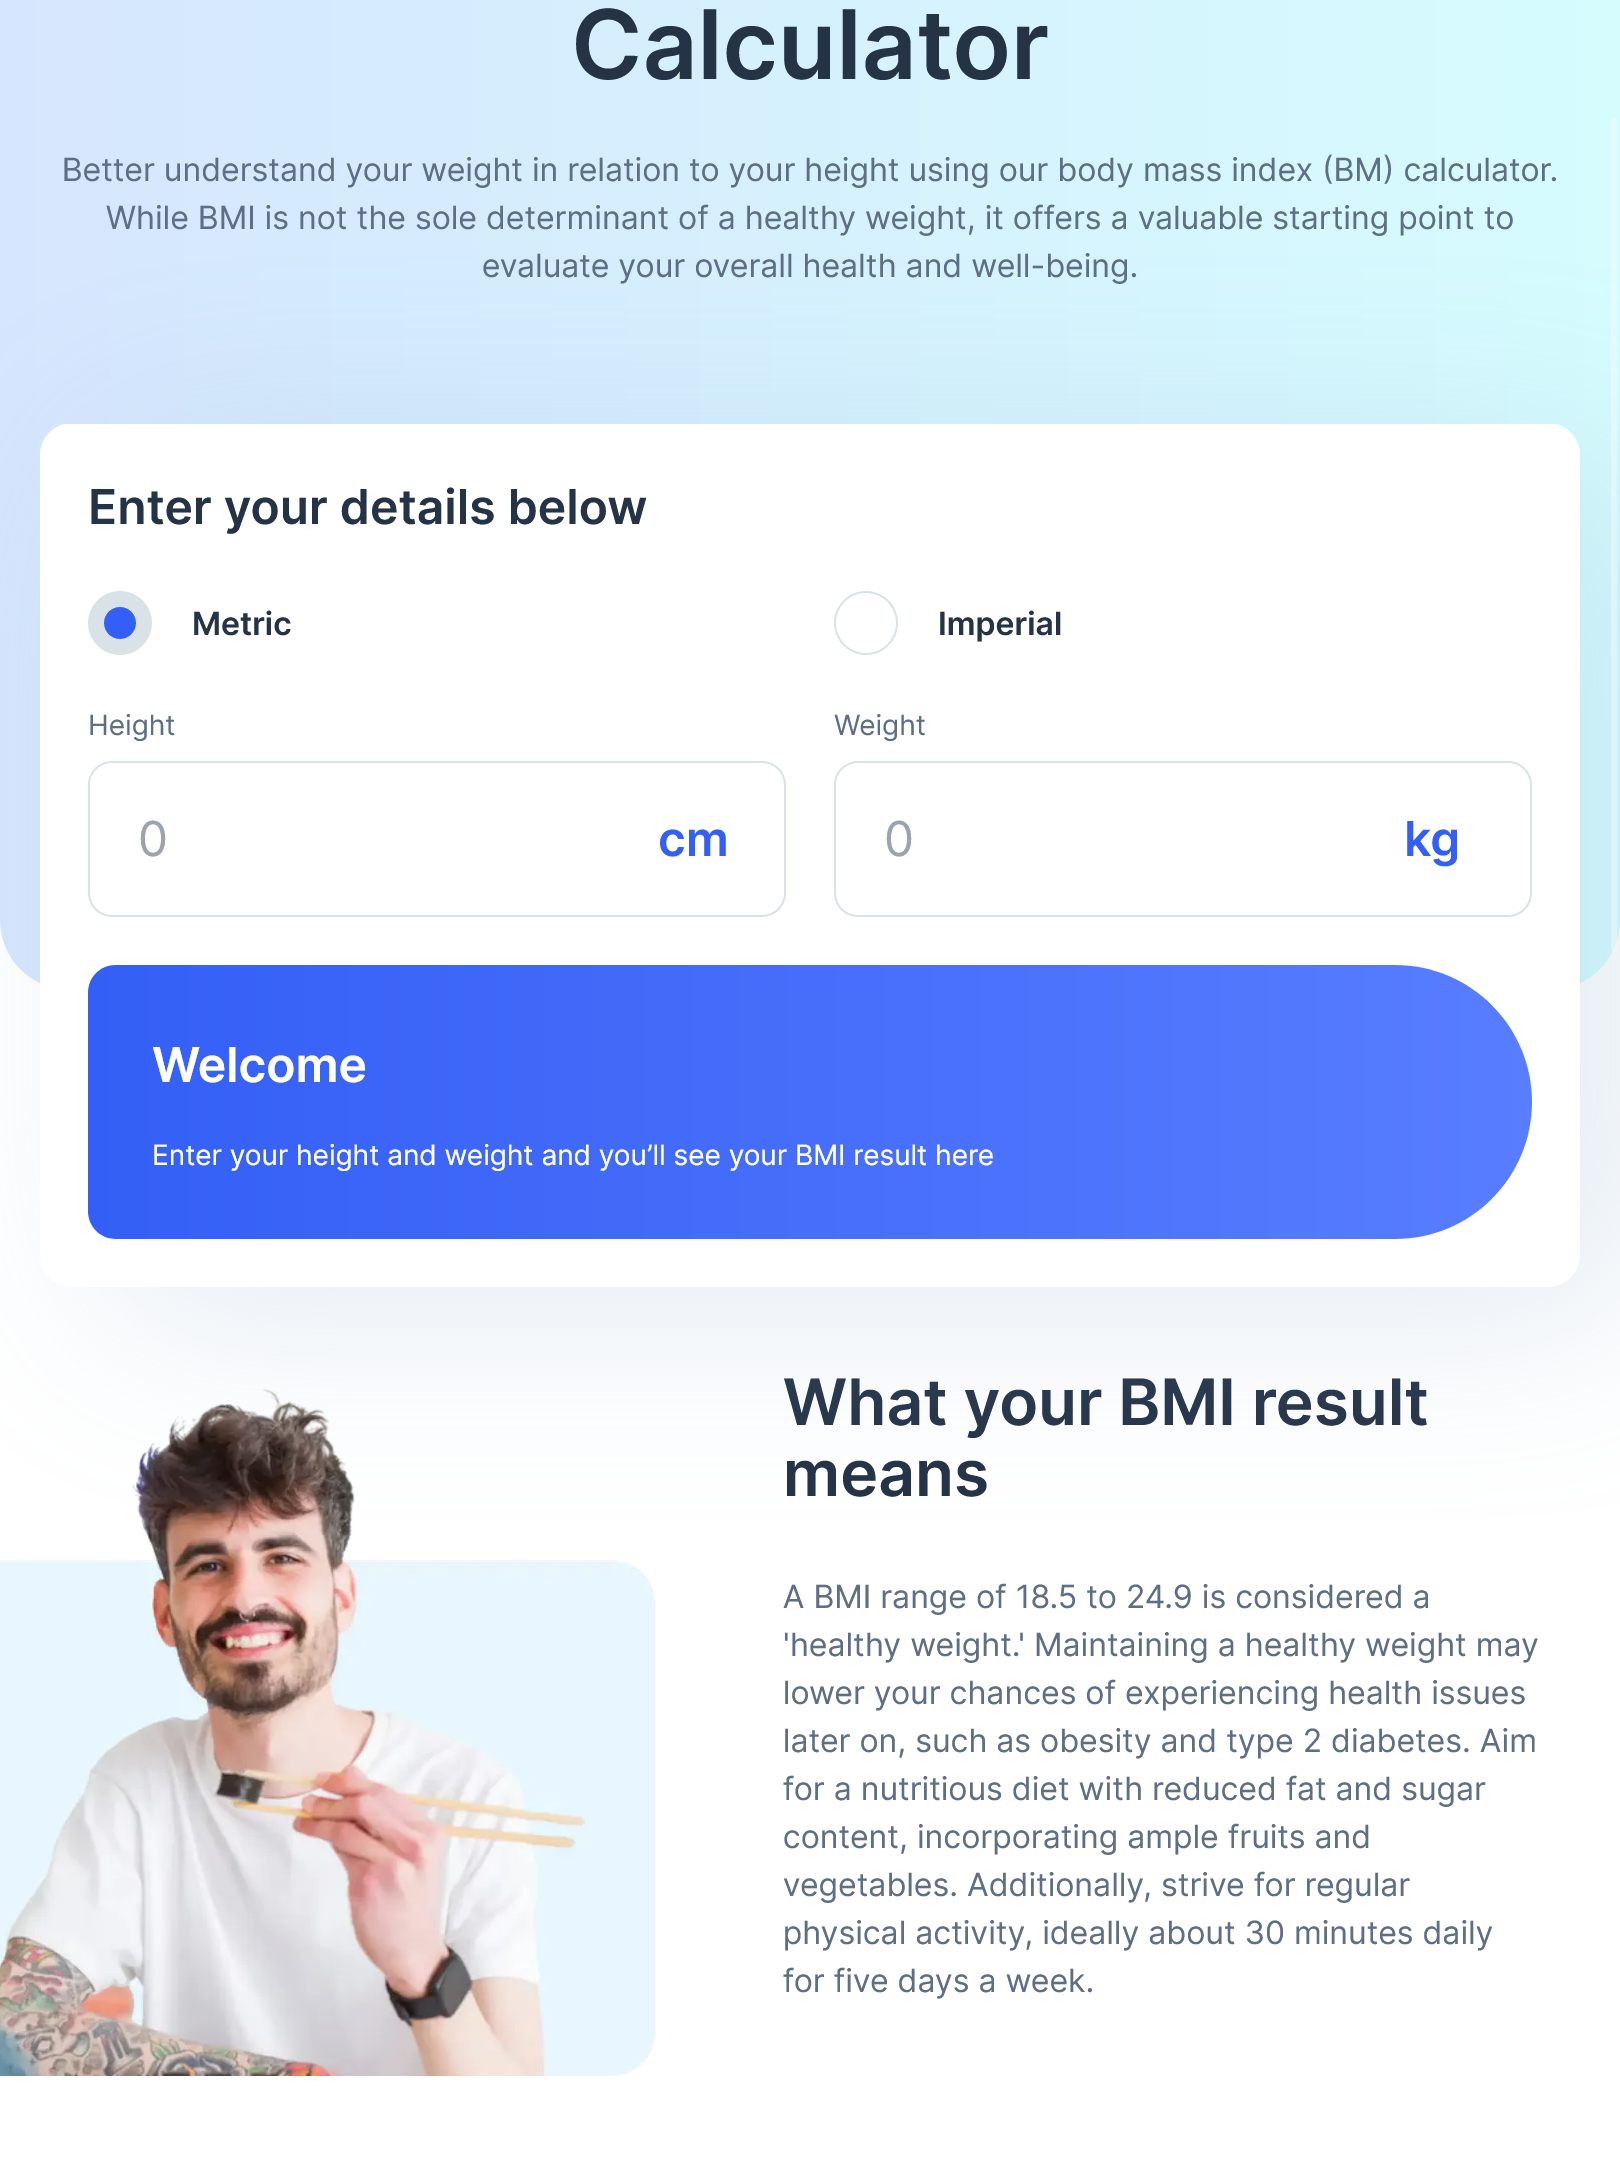 Calculator
Better understand your weight in relation to your height using our body mass index (BM) calculator.
While BMI is not the sole determinant of a healthy weight, it offers a valuable starting point to
evaluate your overall health and well-being.
Enter your details below
Metric
Imperial
Height
Weight
0 cm
0 kg
Welcome
Enter your height and weight and you’ll see your BMI result here
What your BMI result
means
A BMI range of 18.5 to 24.9 is considered a
'healthy weight.' Maintaining a healthy weight may
lower your chances of experiencing health issues
later on, such as obesity and type 2 diabetes. Aim
for a nutritious diet with reduced fat and sugar
content, incorporating ample fruits and
vegetables. Additionally, strive for regular
physical activity, ideally about 30 minutes daily
for five days a week.